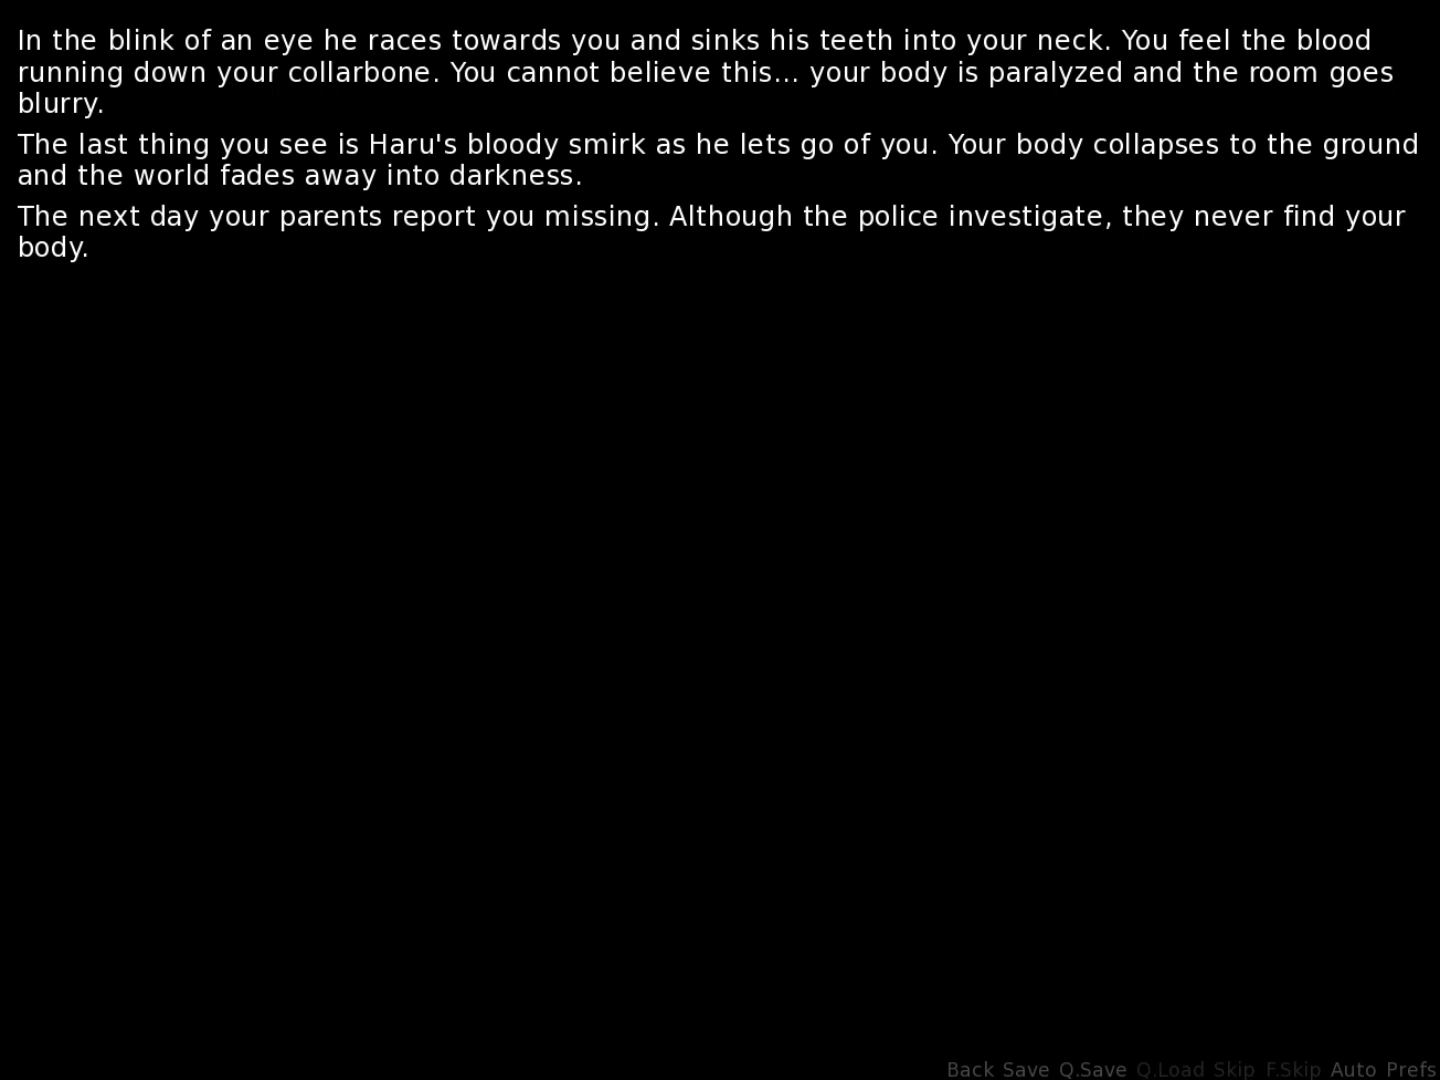 In the blink of an eye he races towards you and sinks his teeth into your neck. You feel the blood
running down your collarbone. You cannot believe this... your body is paralyzed and the room goes
blurry.
The last thing you see is Haru's bloody smirk as he lets go of you. Your body collapses to the ground
and the world fades away into darkness.
The next day your parents report you missing. Although the police investigate, they never find your
body.
Back Save Q.Save Q.Load Skip F.Skip Auto Prefs